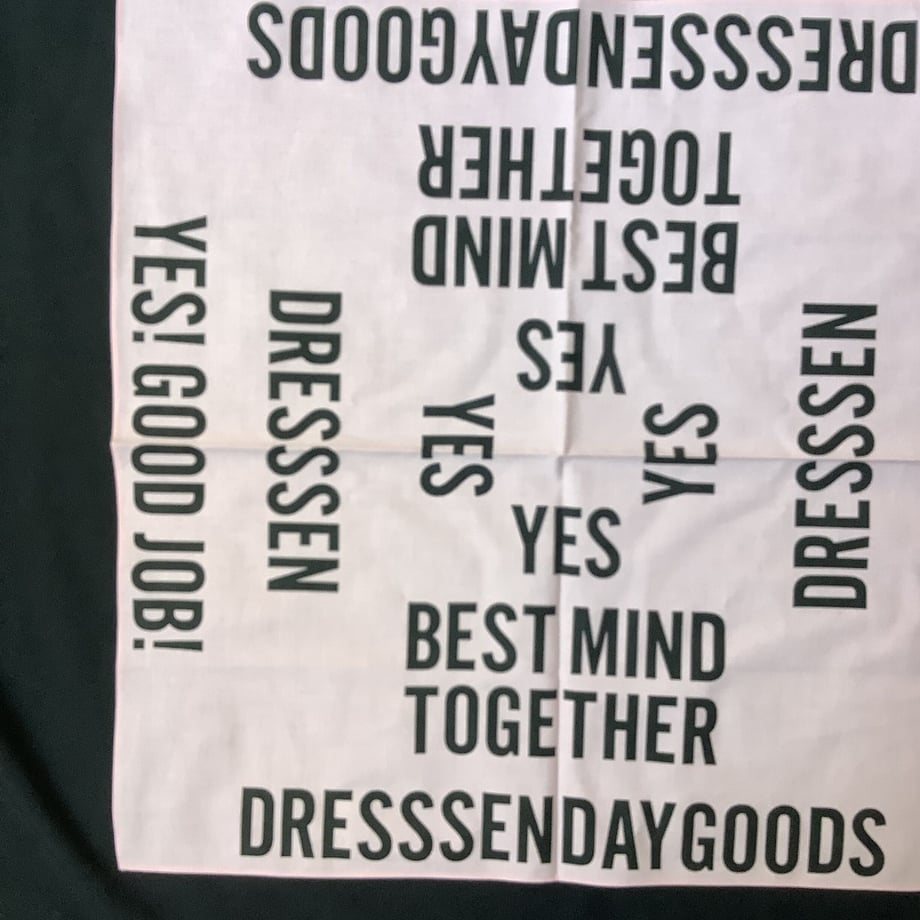 DRESSSENDAYGOODS
BEST MIND
TOGETHER
YES
YES! GOOD JOB!
DRESSSEN
YES
YES
DRESSSEN
YES
BEST MIND
TOGETHER
DRESSSENDAYGOODS